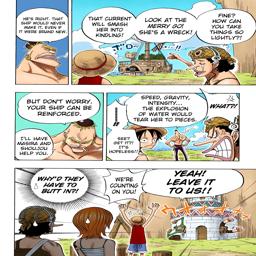 HE'S RIGHT. THAT
SHIP WOULD NEVER
MAKE IT, EVEN IF
IT WERE BRAND NEW.
THAT CURRENT
WILL SMASH
HER INTO
KINDLING!
LOOK AT THE
MERRY GO!
SHE'S A WRECK!
FINE?
HOW CAN YOU
TAKE THINGS
SO LIGHTLY?!
BUT DON'T WORRY,
YOUR SHIP CAN BE
REINFORCED.
I'LL HAVE
MASIRA AND
SHOUJOU
HELP YOU.
SPEED, GRAVITY,
INTENSITY...
THE EXPLOSION
OF WATER WOULD
TEAR HER TO PIECES.
WHAT?!
SEE?!
GET IT?!
IT'S
HOPELESS!!
WHY'D THEY
HAVE TO
BUTT IN?!
WE'RE
COUNTING
ON YOU!
YEAH!
LEAVE IT
TO US!!